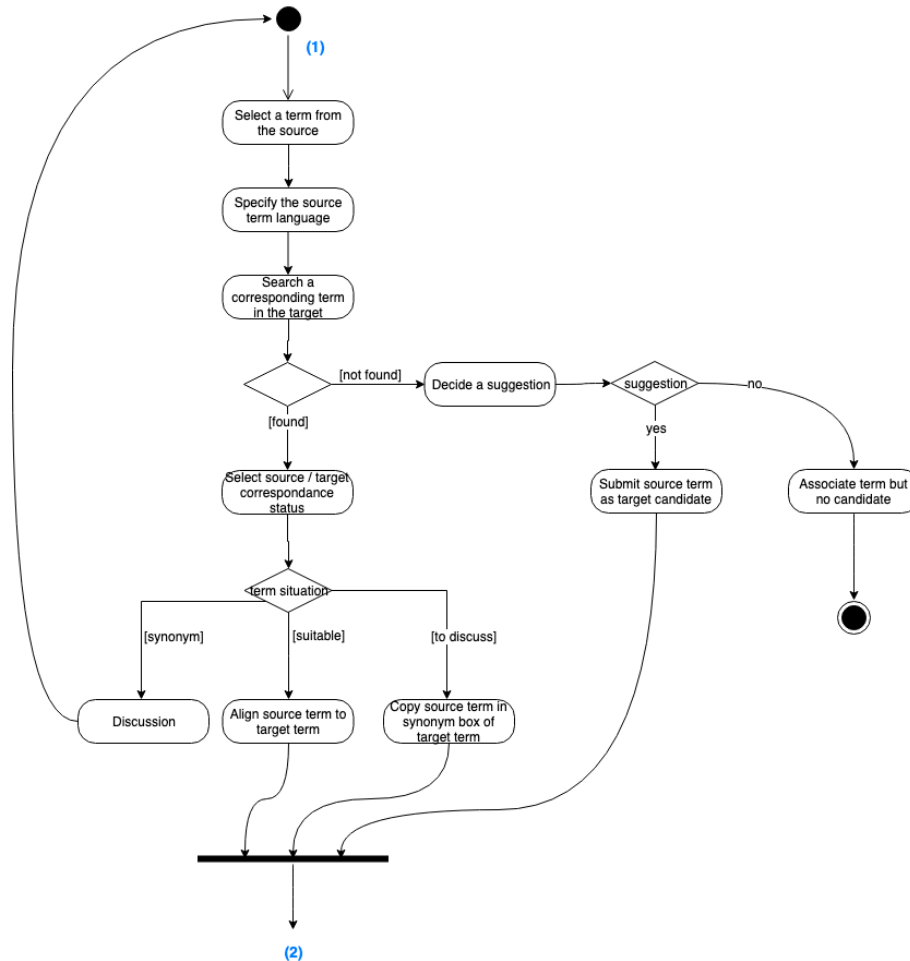 (1)
Select a term from
the source
Specify the source
term language
Search a
corresponding term
in the target
[not found]
Decide a suggestion
suggestion
no
[found]
yes
Select source / target
correspondance
status
Submit source term
as target candidate
Associate term but
no candidate
term situation
[synonym]
[suitable]
[to discuss]
Discussion
Align source term to
target term
Copy source term in
synonym box of
target term
(2)